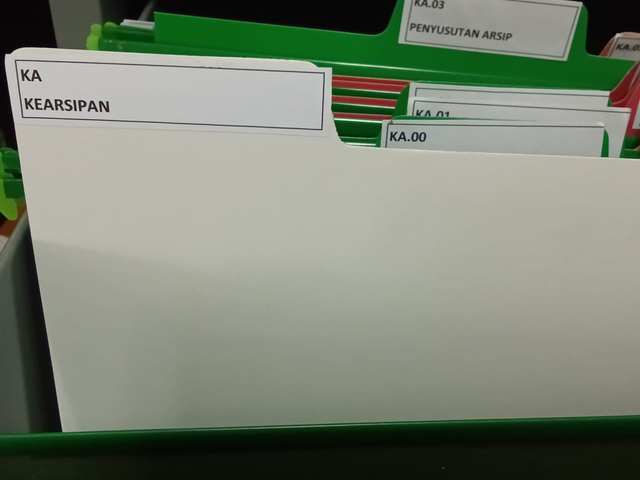 KA.03
PENYUSUTAN ARSIP
KA
KEARSIPAN
KA.01
KA.00